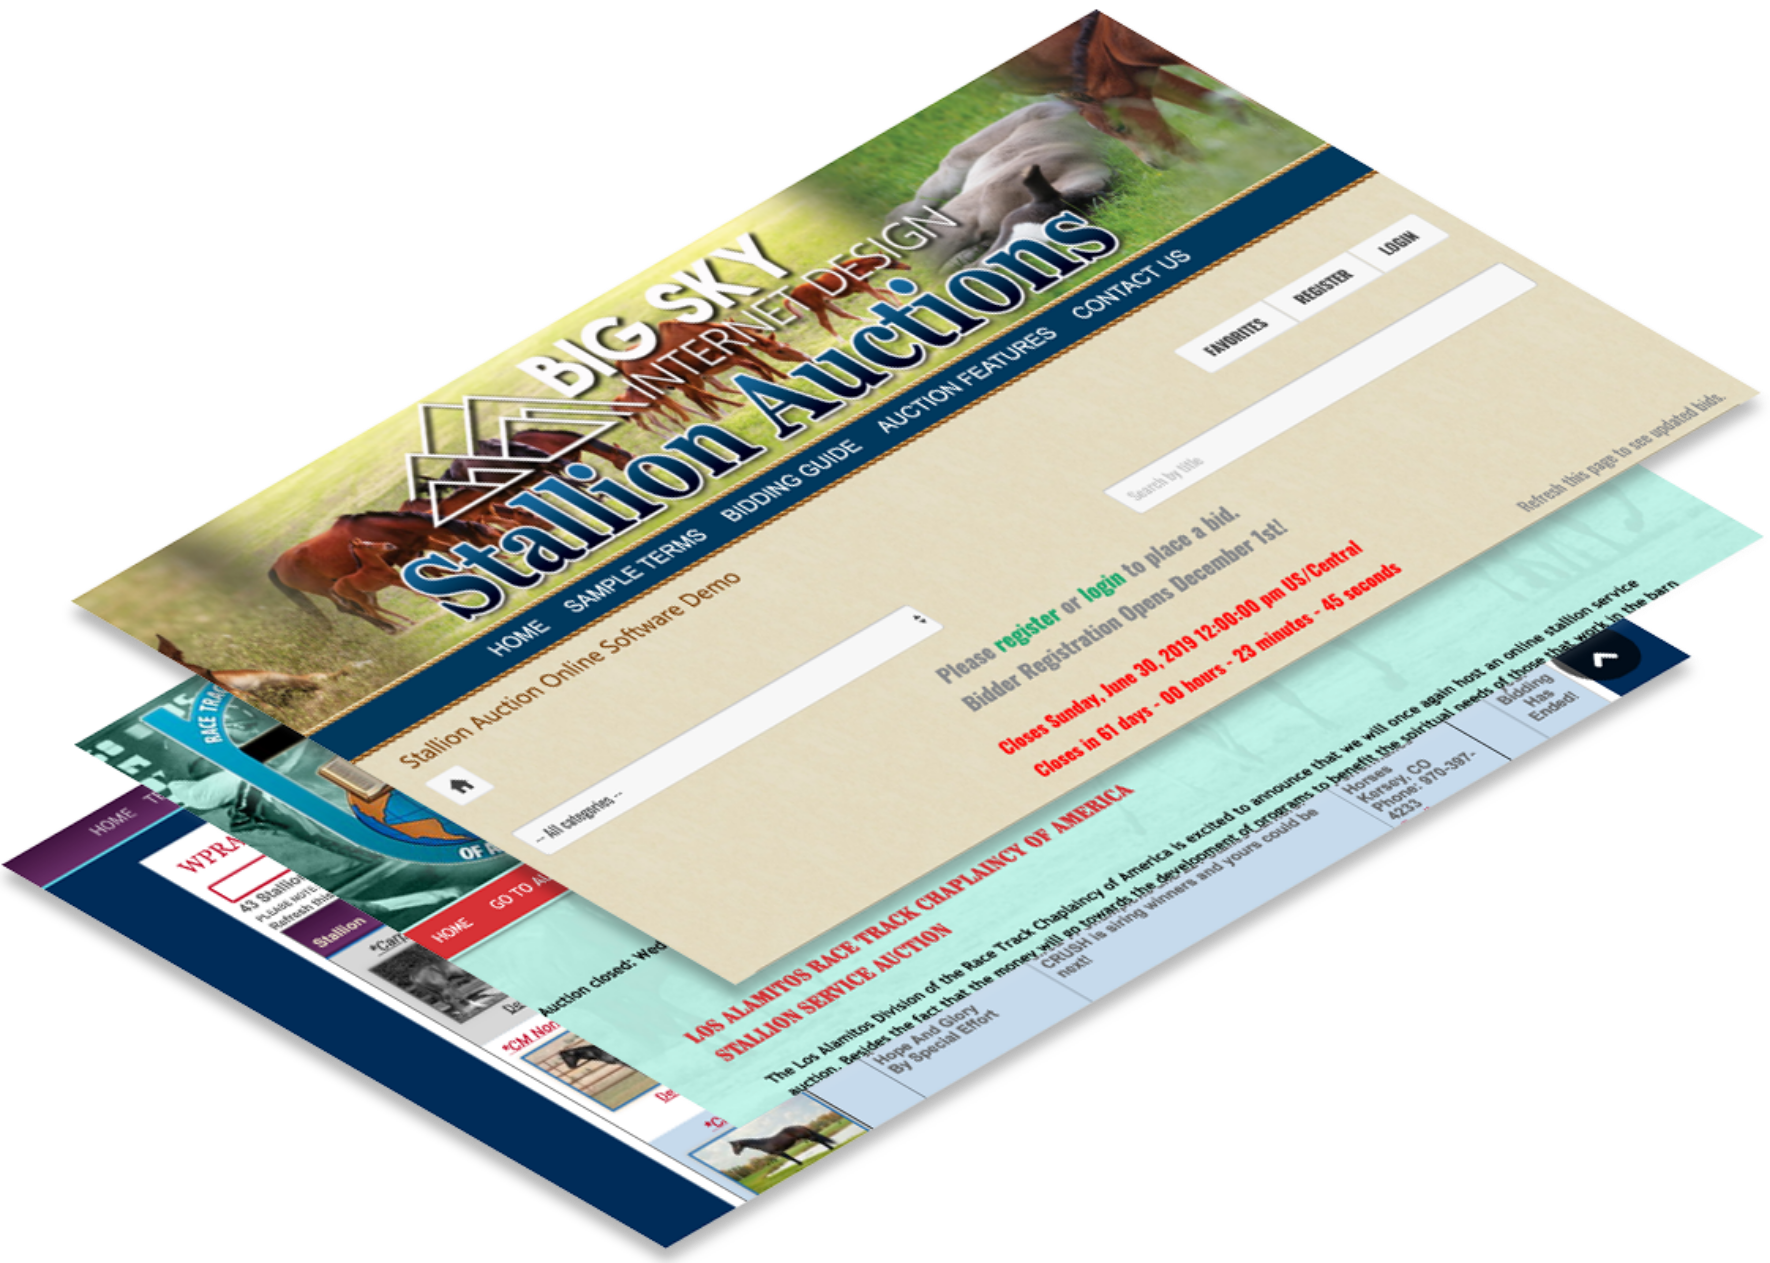 BIG SKY
INTERNET DESIGN
Stallion Auctions
HOME SAMPLE TERMS BIDDING GUIDE AUCTION FEATURES CONTACT US
Stallion Auction Online Software Demo
FAVORITES REGISTER LOGIN
-- All categories --
Search by title
Please register or login to place a bid.
Bidder Registration Opens December 1st!
Closes Sunday, June 30, 2019 12:00:00 pm US/Central
Closes in 61 days - 00 hours - 23 minutes - 45 seconds
Refresh this page to see updated bids.
RACE TRAC
OF A
HOME GO TO AU
Auction closed: Wed
LOS ALAMITOS RACE TRACK CHAPLAINCY OF AMERICA
STALLION SERVICE AUCTION
The Los Alamitos Division of the Race Track Chaplaincy of America is excited to announce that we will once again host an online stallion service
auction. Besides the fact that the money will go towards the development of programs to benefit the spiritual needs of those that work in the barn
HOME TE
WPRA
43 Stallio
PLEASE NOTE
Refresh this
Stallion
*Carr
De
*CM Non
De
*C
Hope And Glory
By Special Effort
CRUSH is siring winners and yours could be
next!
Horses
Kersey, CO
Phone: 970-397-
4233
Bidding
Has
Ended!